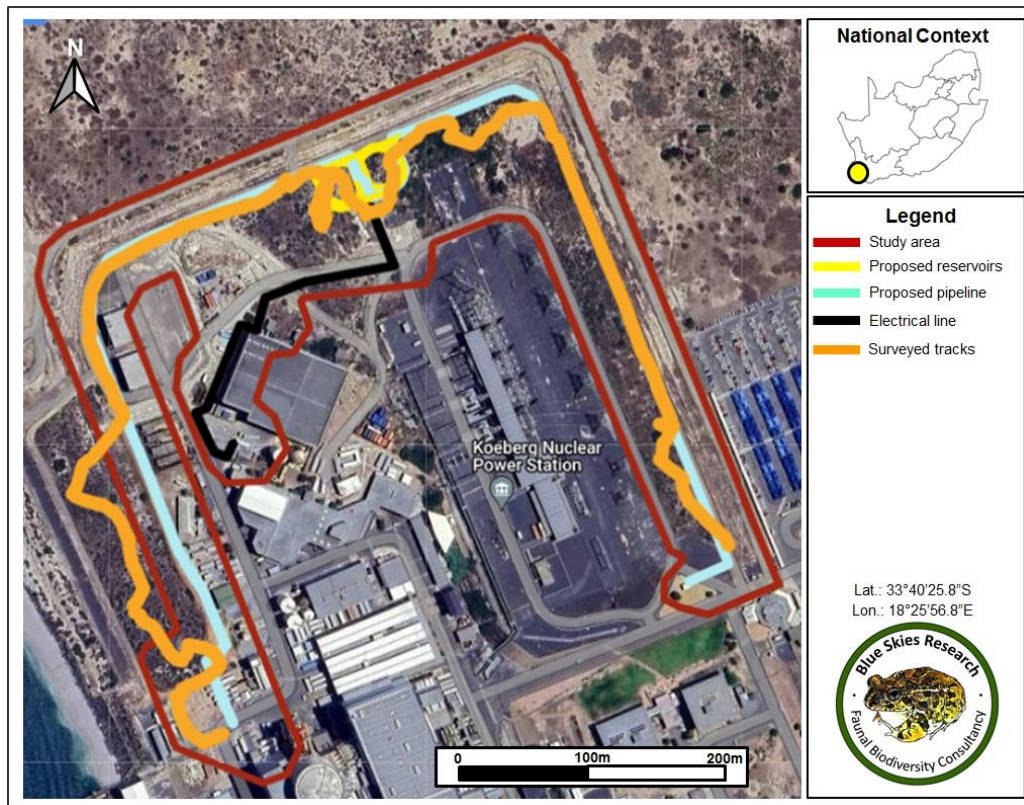 N
Koeberg Nuclear
Power Station
0
100m
200m
National Context
Legend
Study area
Proposed reservoirs
Proposed pipeline
Electrical line
Surveyed tracks
Lat.: 33°40'25.8"S
Lon.: 18°25'56.8"E
• Blue Skies Research •
Faunal Biodiversity Consultancy